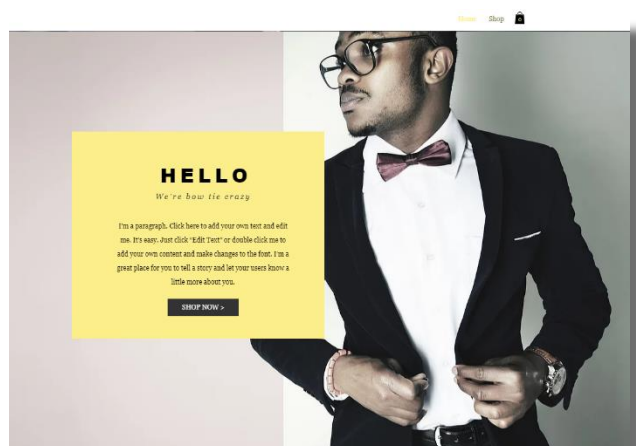 Home Shop 0
HELLO
We're bow tie crazy
I'm a paragraph. Click here to add your own text and edit
me. It's easy. Just click "Edit Text" or double click me to
add your own content and make changes to the font. I'm a
great place for you to tell a story and let your users know a
little more about you.
SHOP NOW >